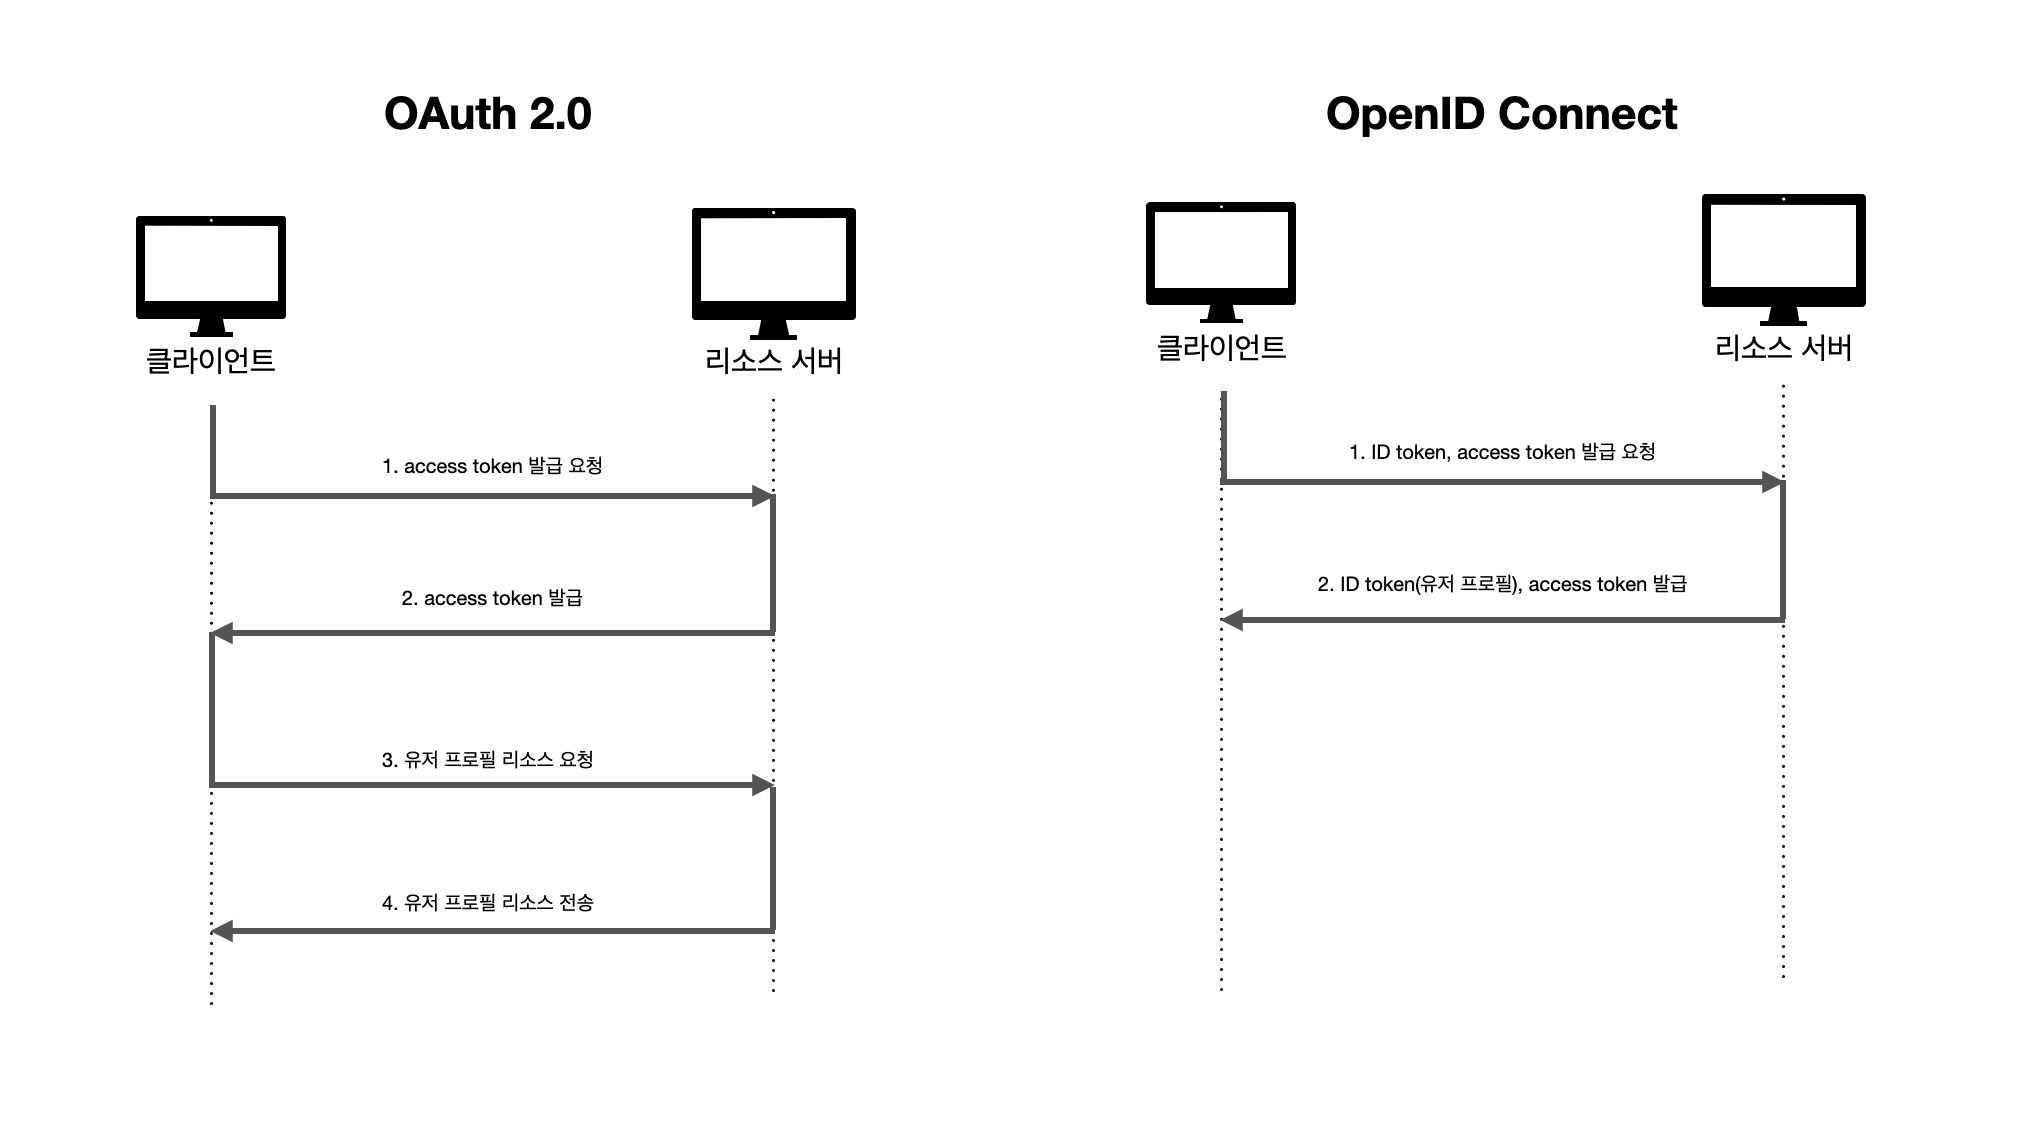 OAuth 2.0
클라이언트
리소스 서버
1. access token 발급 요청
2. access token 발급
3. 유저 프로필 리소스 요청
4. 유저 프로필 리소스 전송
OpenID Connect
클라이언트
리소스 서버
1. ID token, access token 발급 요청
2. ID token(유저 프로필), access token 발급